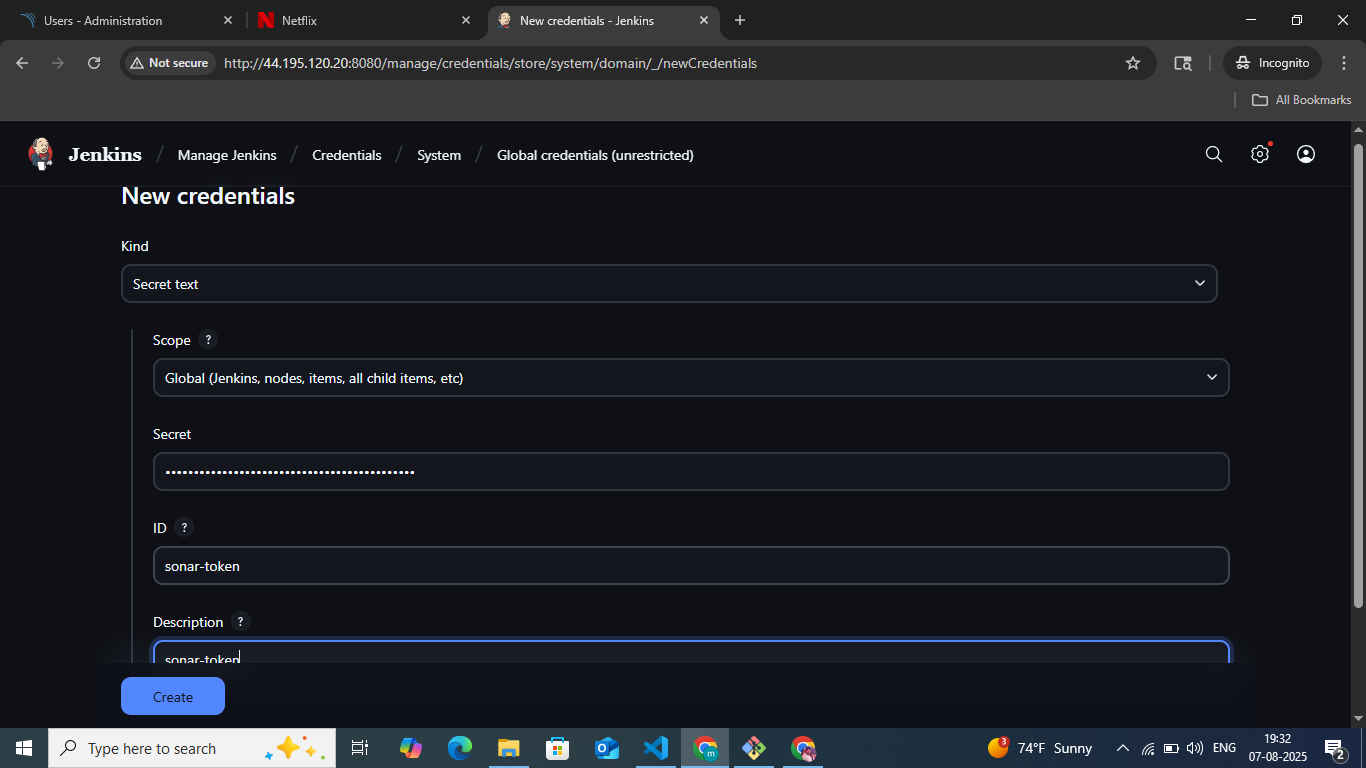 Users - Administration
Netflix
New credentials - Jenkins
Not secure
http://44.195.120.20:8080/manage/credentials/store/system/domain/_/newCredentials
Incognito
All Bookmarks
Jenkins / Manage Jenkins / Credentials / System / Global credentials (unrestricted)
New credentials
Kind
Secret text
Scope ?
Global (Jenkins, nodes, items, all child items, etc)
Secret
••••••••••••••••••••••••••••••••••••••••••••
ID ?
sonar-token
Description ?
sonar-token
Create
Type here to search
m
3
74°F Sunny
ENG
19:32
07-08-2025
2